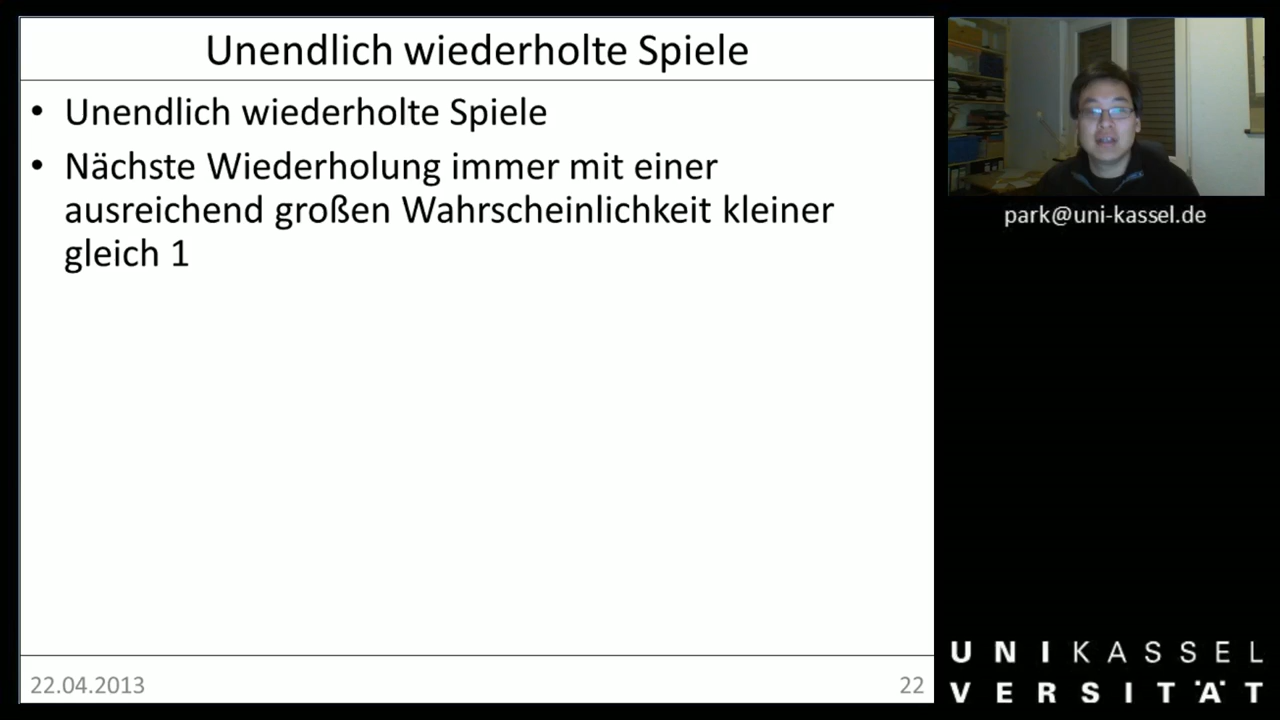 Unendlich wiederholte Spiele
• Unendlich wiederholte Spiele
• Nächste Wiederholung immer mit einer
ausreichend großen Wahrscheinlichkeit kleiner
gleich 1
22.04.2013
22
park@uni-kassel.de
UNIKASSEL
VERSITÄT